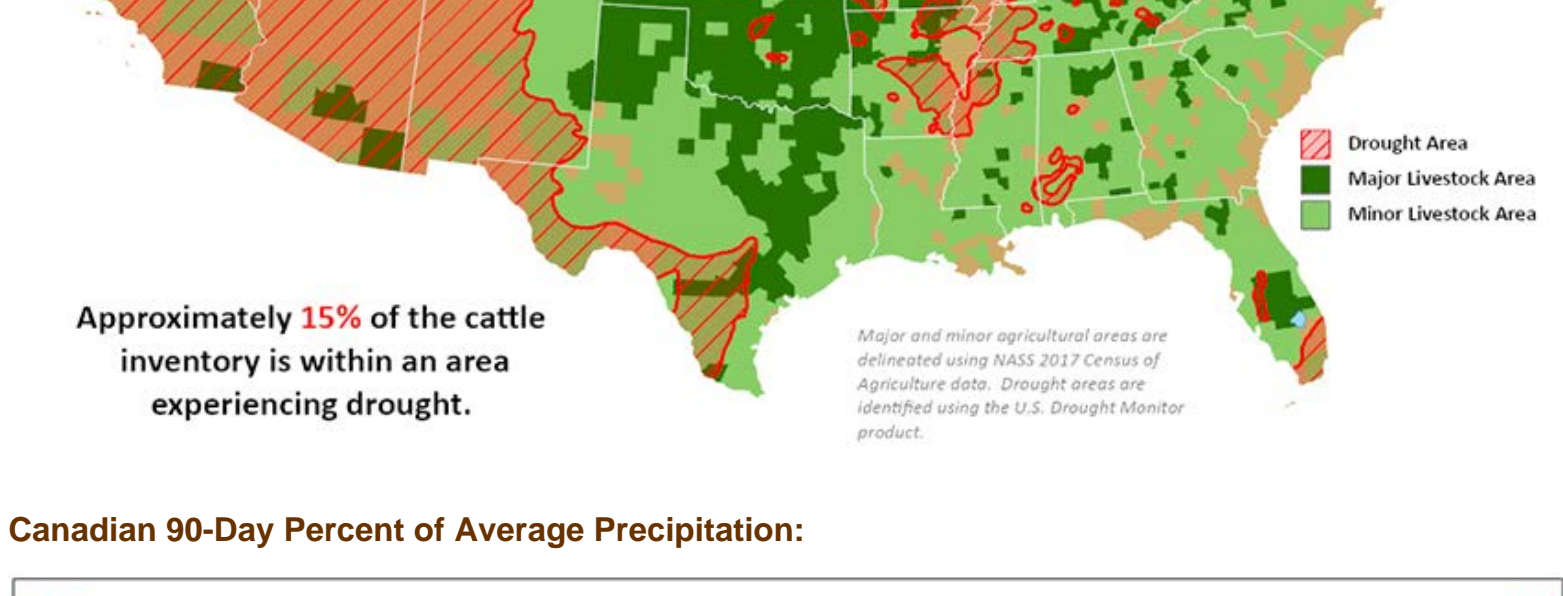 Drought Area
Major Livestock Area
Minor Livestock Area
Approximately 15% of the cattle
inventory is within an area
experiencing drought.
Major and minor agricultural areas are
delineated using NASS 2017 Census of
Agriculture data.  Drought areas are
identified using the U.S. Drought Monitor
product.
Canadian 90-Day Percent of Average Precipitation: